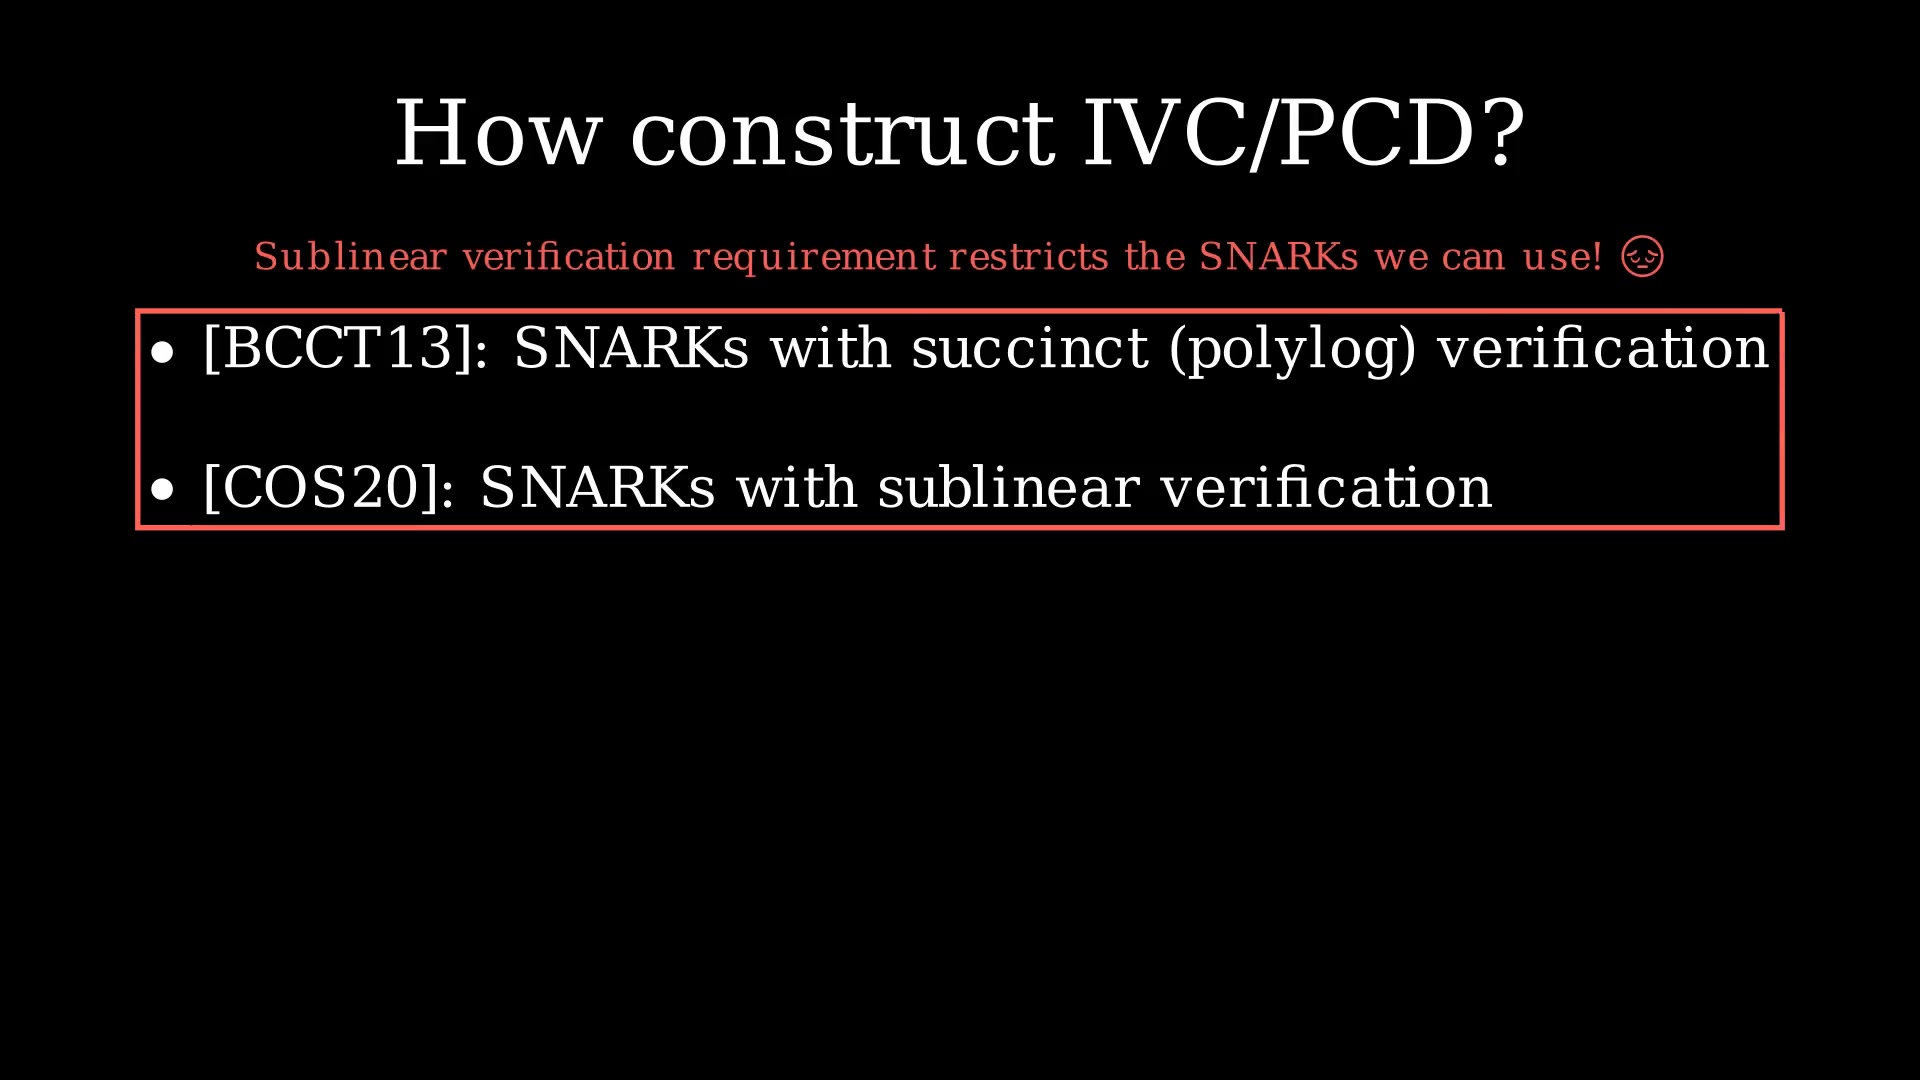 How construct IVC/PCD?
Sublinear verification requirement restricts the SNARKs we can use! 😔
● [BCCT13]: SNARKs with succinct (polylog) verification
● [COS20]: SNARKs with sublinear verification